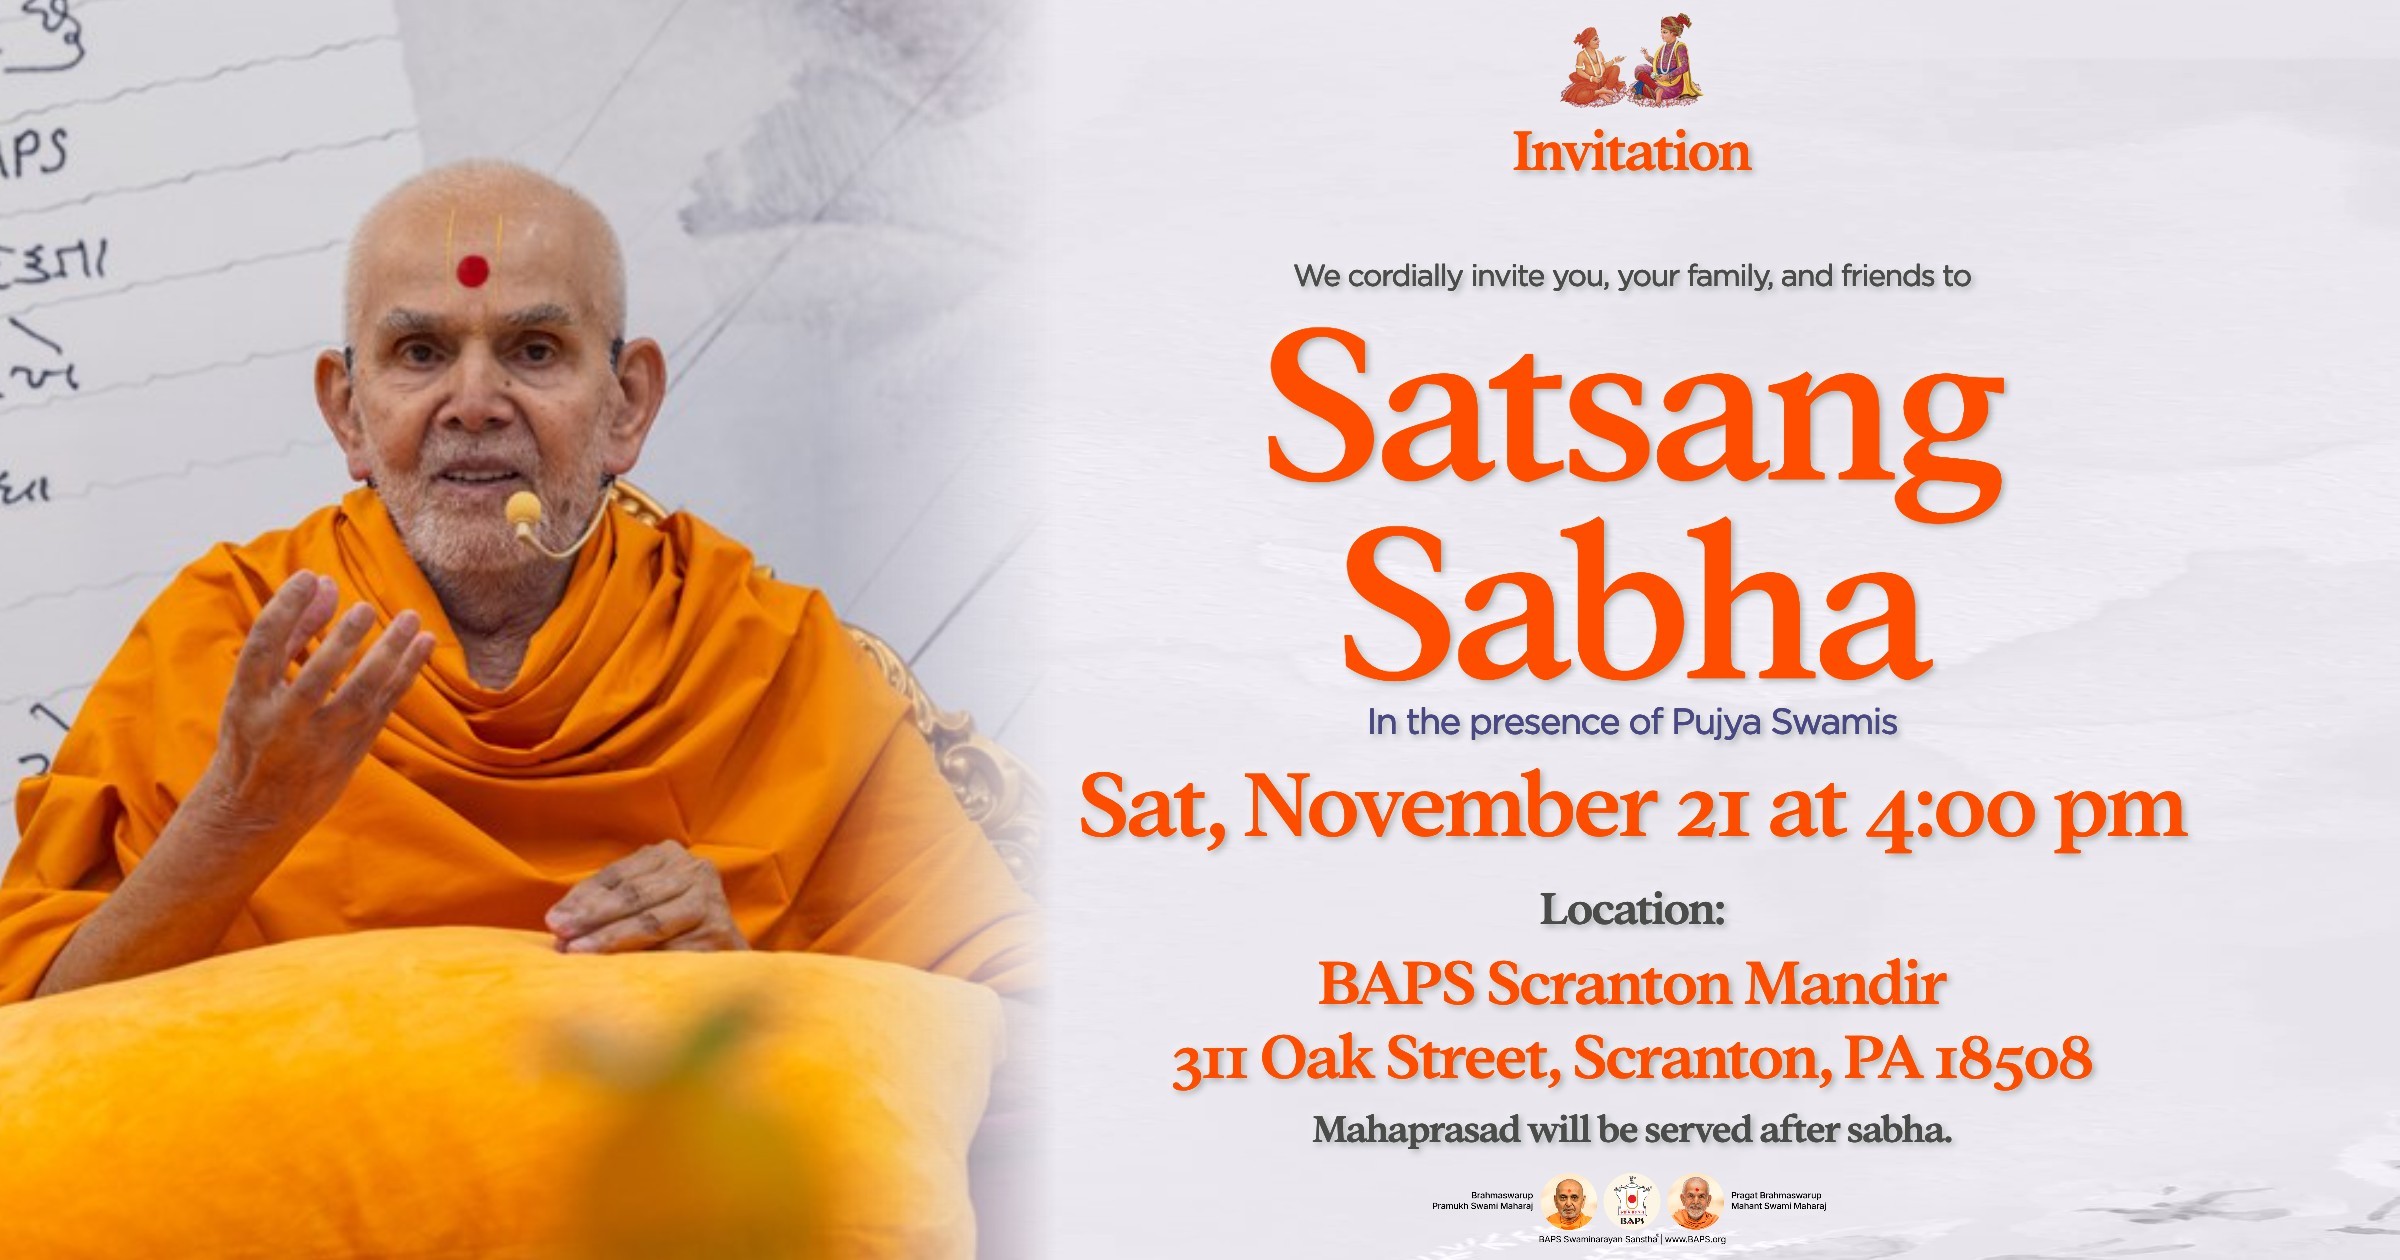 Invitation
We cordially invite you, your family, and friends to
Satsang
Sabha
In the presence of Pujya Swamis
Sat, November 21 at 4:00 pm
Location:
BAPS Scranton Mandir
311 Oak Street, Scranton, PA 18508
Mahaprasad will be served after sabha.
Brahmaswarup
Pramukh Swami Maharaj
BAPS
Pragat Brahmaswarup
Mahant Swami Maharaj
BAPS Swaminarayan Sanstha | www.BAPS.org